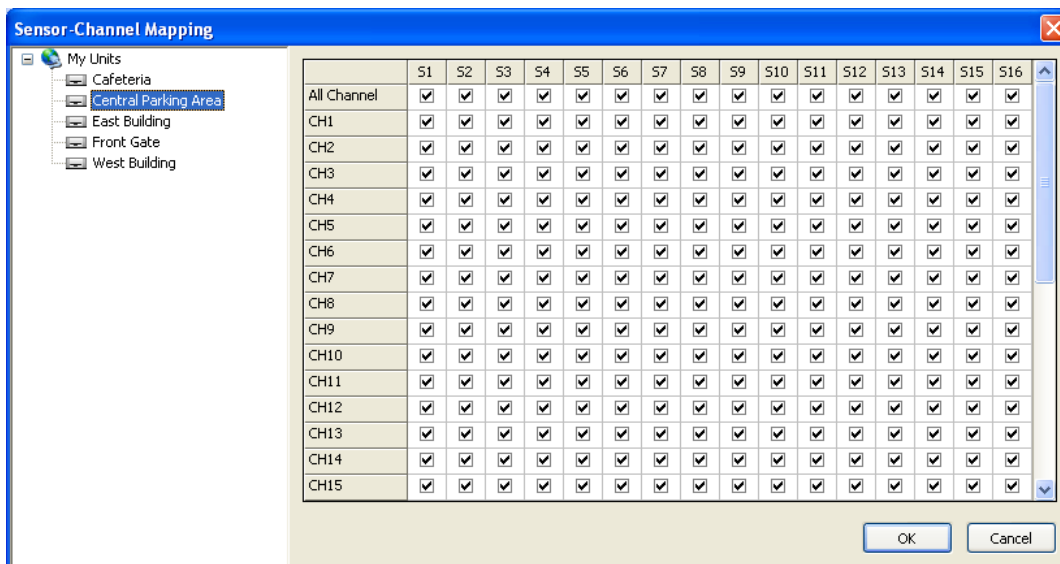 Sensor-Channel Mapping
My Units
Cafeteria
Central Parking Area
East Building
Front Gate
West Building
S1 S2 S3 S4 S5 S6 S7 S8 S9 S10 S11 S12 S13 S14 S15 S16
All Channel
CH1
CH2
CH3
CH4
CH5
CH6
CH7
CH8
CH9
CH10
CH11
CH12
CH13
CH14
CH15
OK Cancel